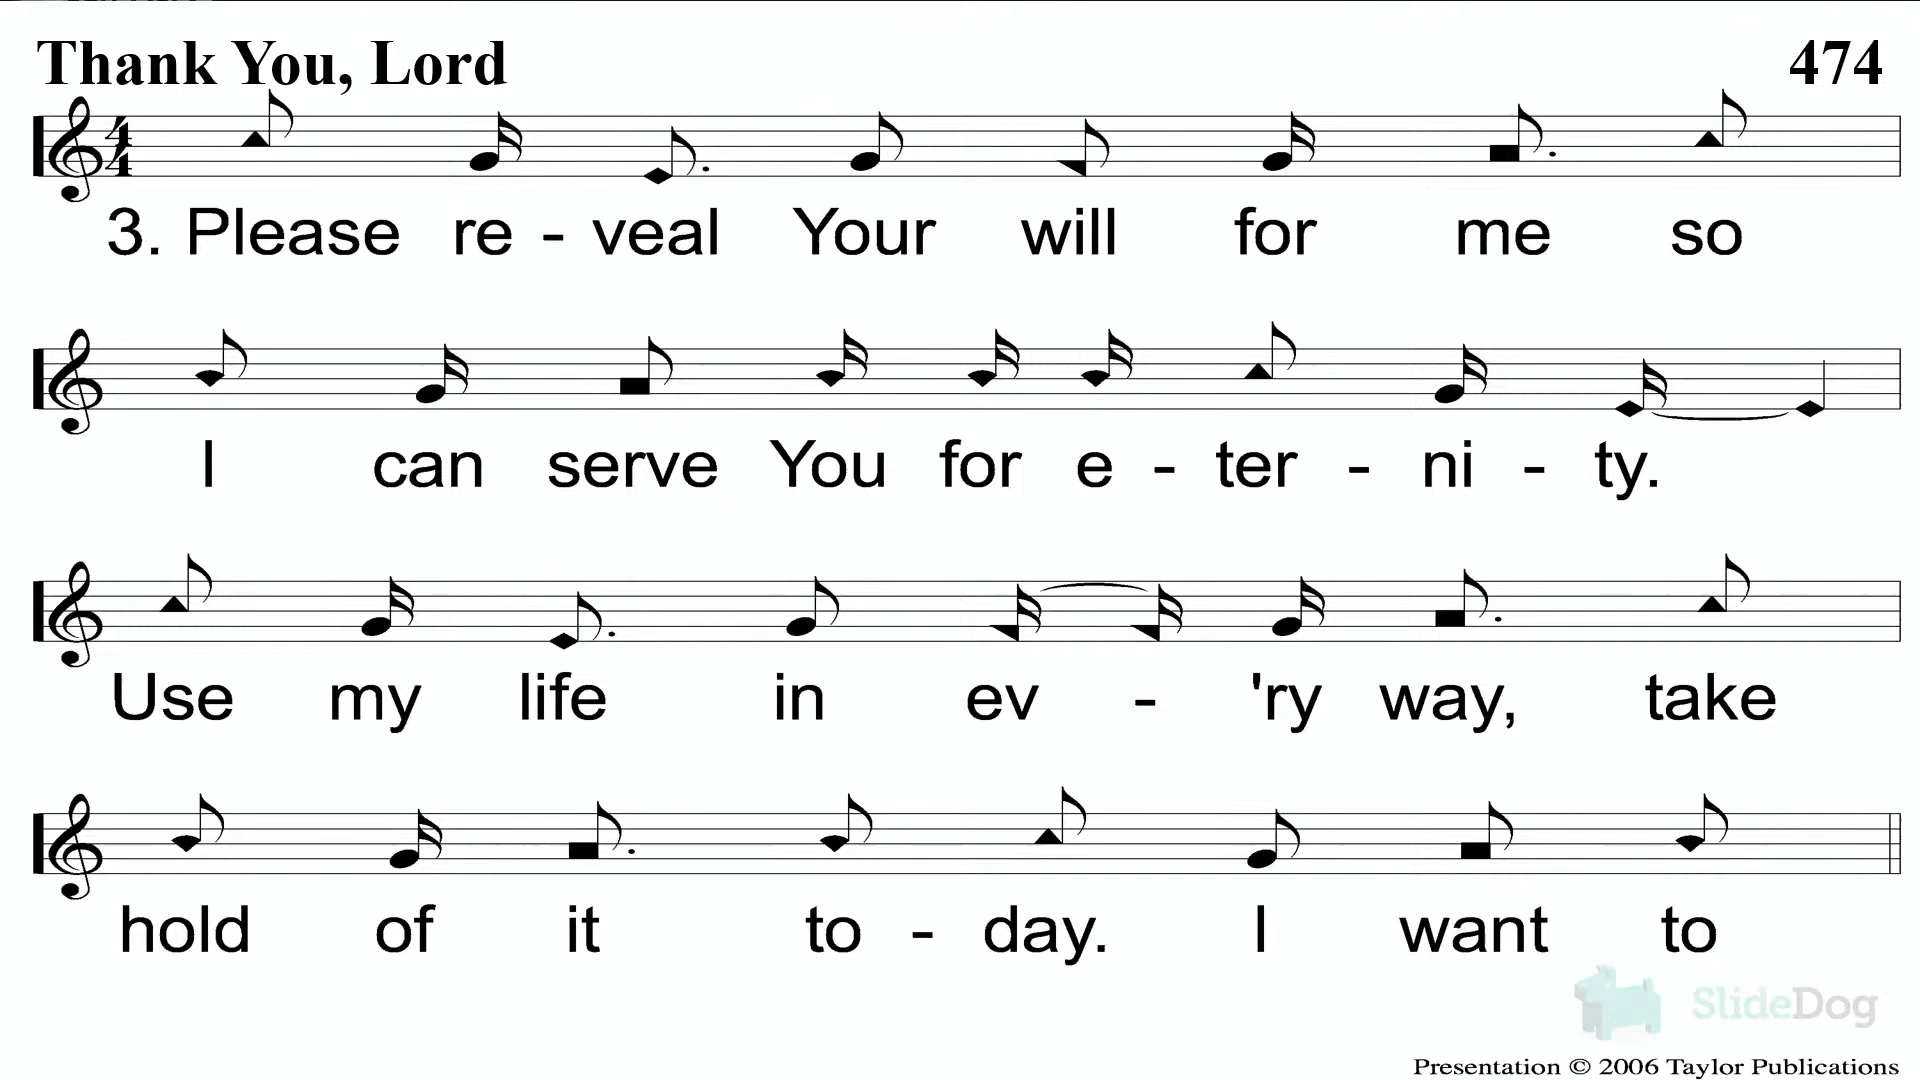 Thank You, Lord 474
3. Please re - veal Your will for me so
I can serve You for e - ter - ni - ty.
Use my life in ev - 'ry way, take
hold of it to - day. I want to
SlideDog
Presentation © 2006 Taylor Publications